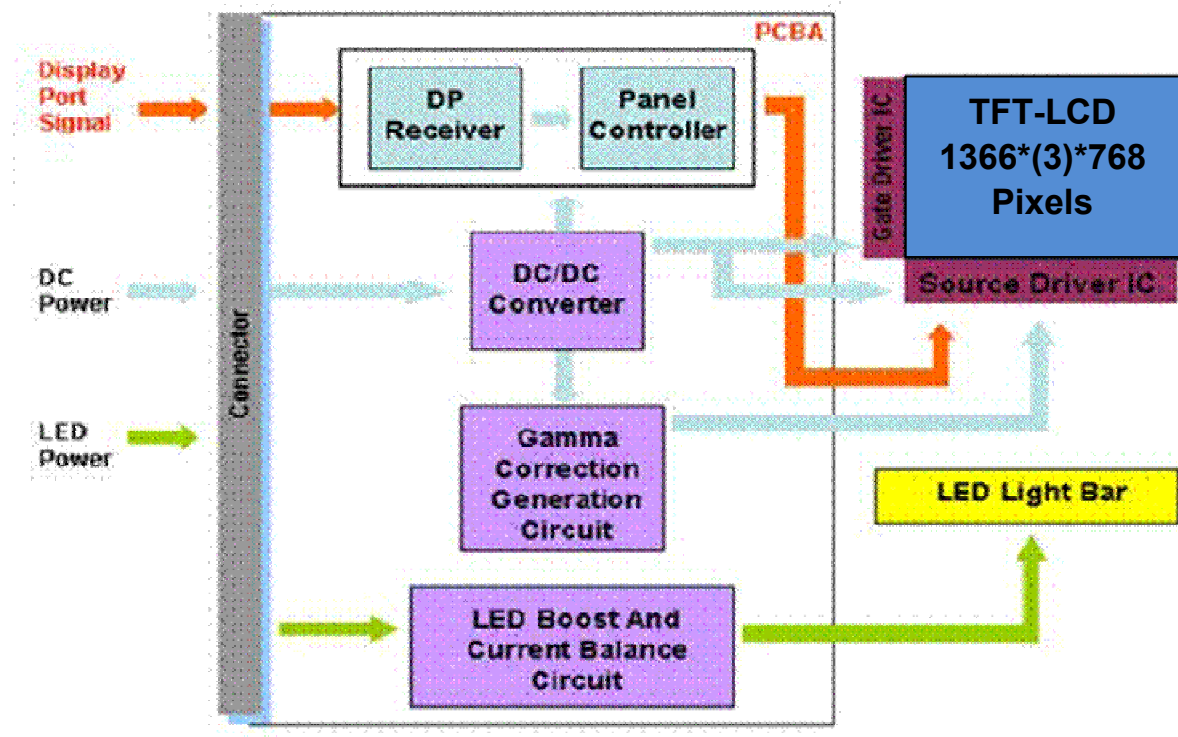 PCBA
Display
Port
Signal
DP
Receiver
Panel
Controller
Gate Driver IC
TFT-LCD
1366*(3)*768
Pixels
Source Driver IC
DC
Power
DC/DC
Converter
Connector
LED
Power
Gamma
Correction
Generation
Circuit
LED Light Bar
LED Boost And
Current Balance
Circuit